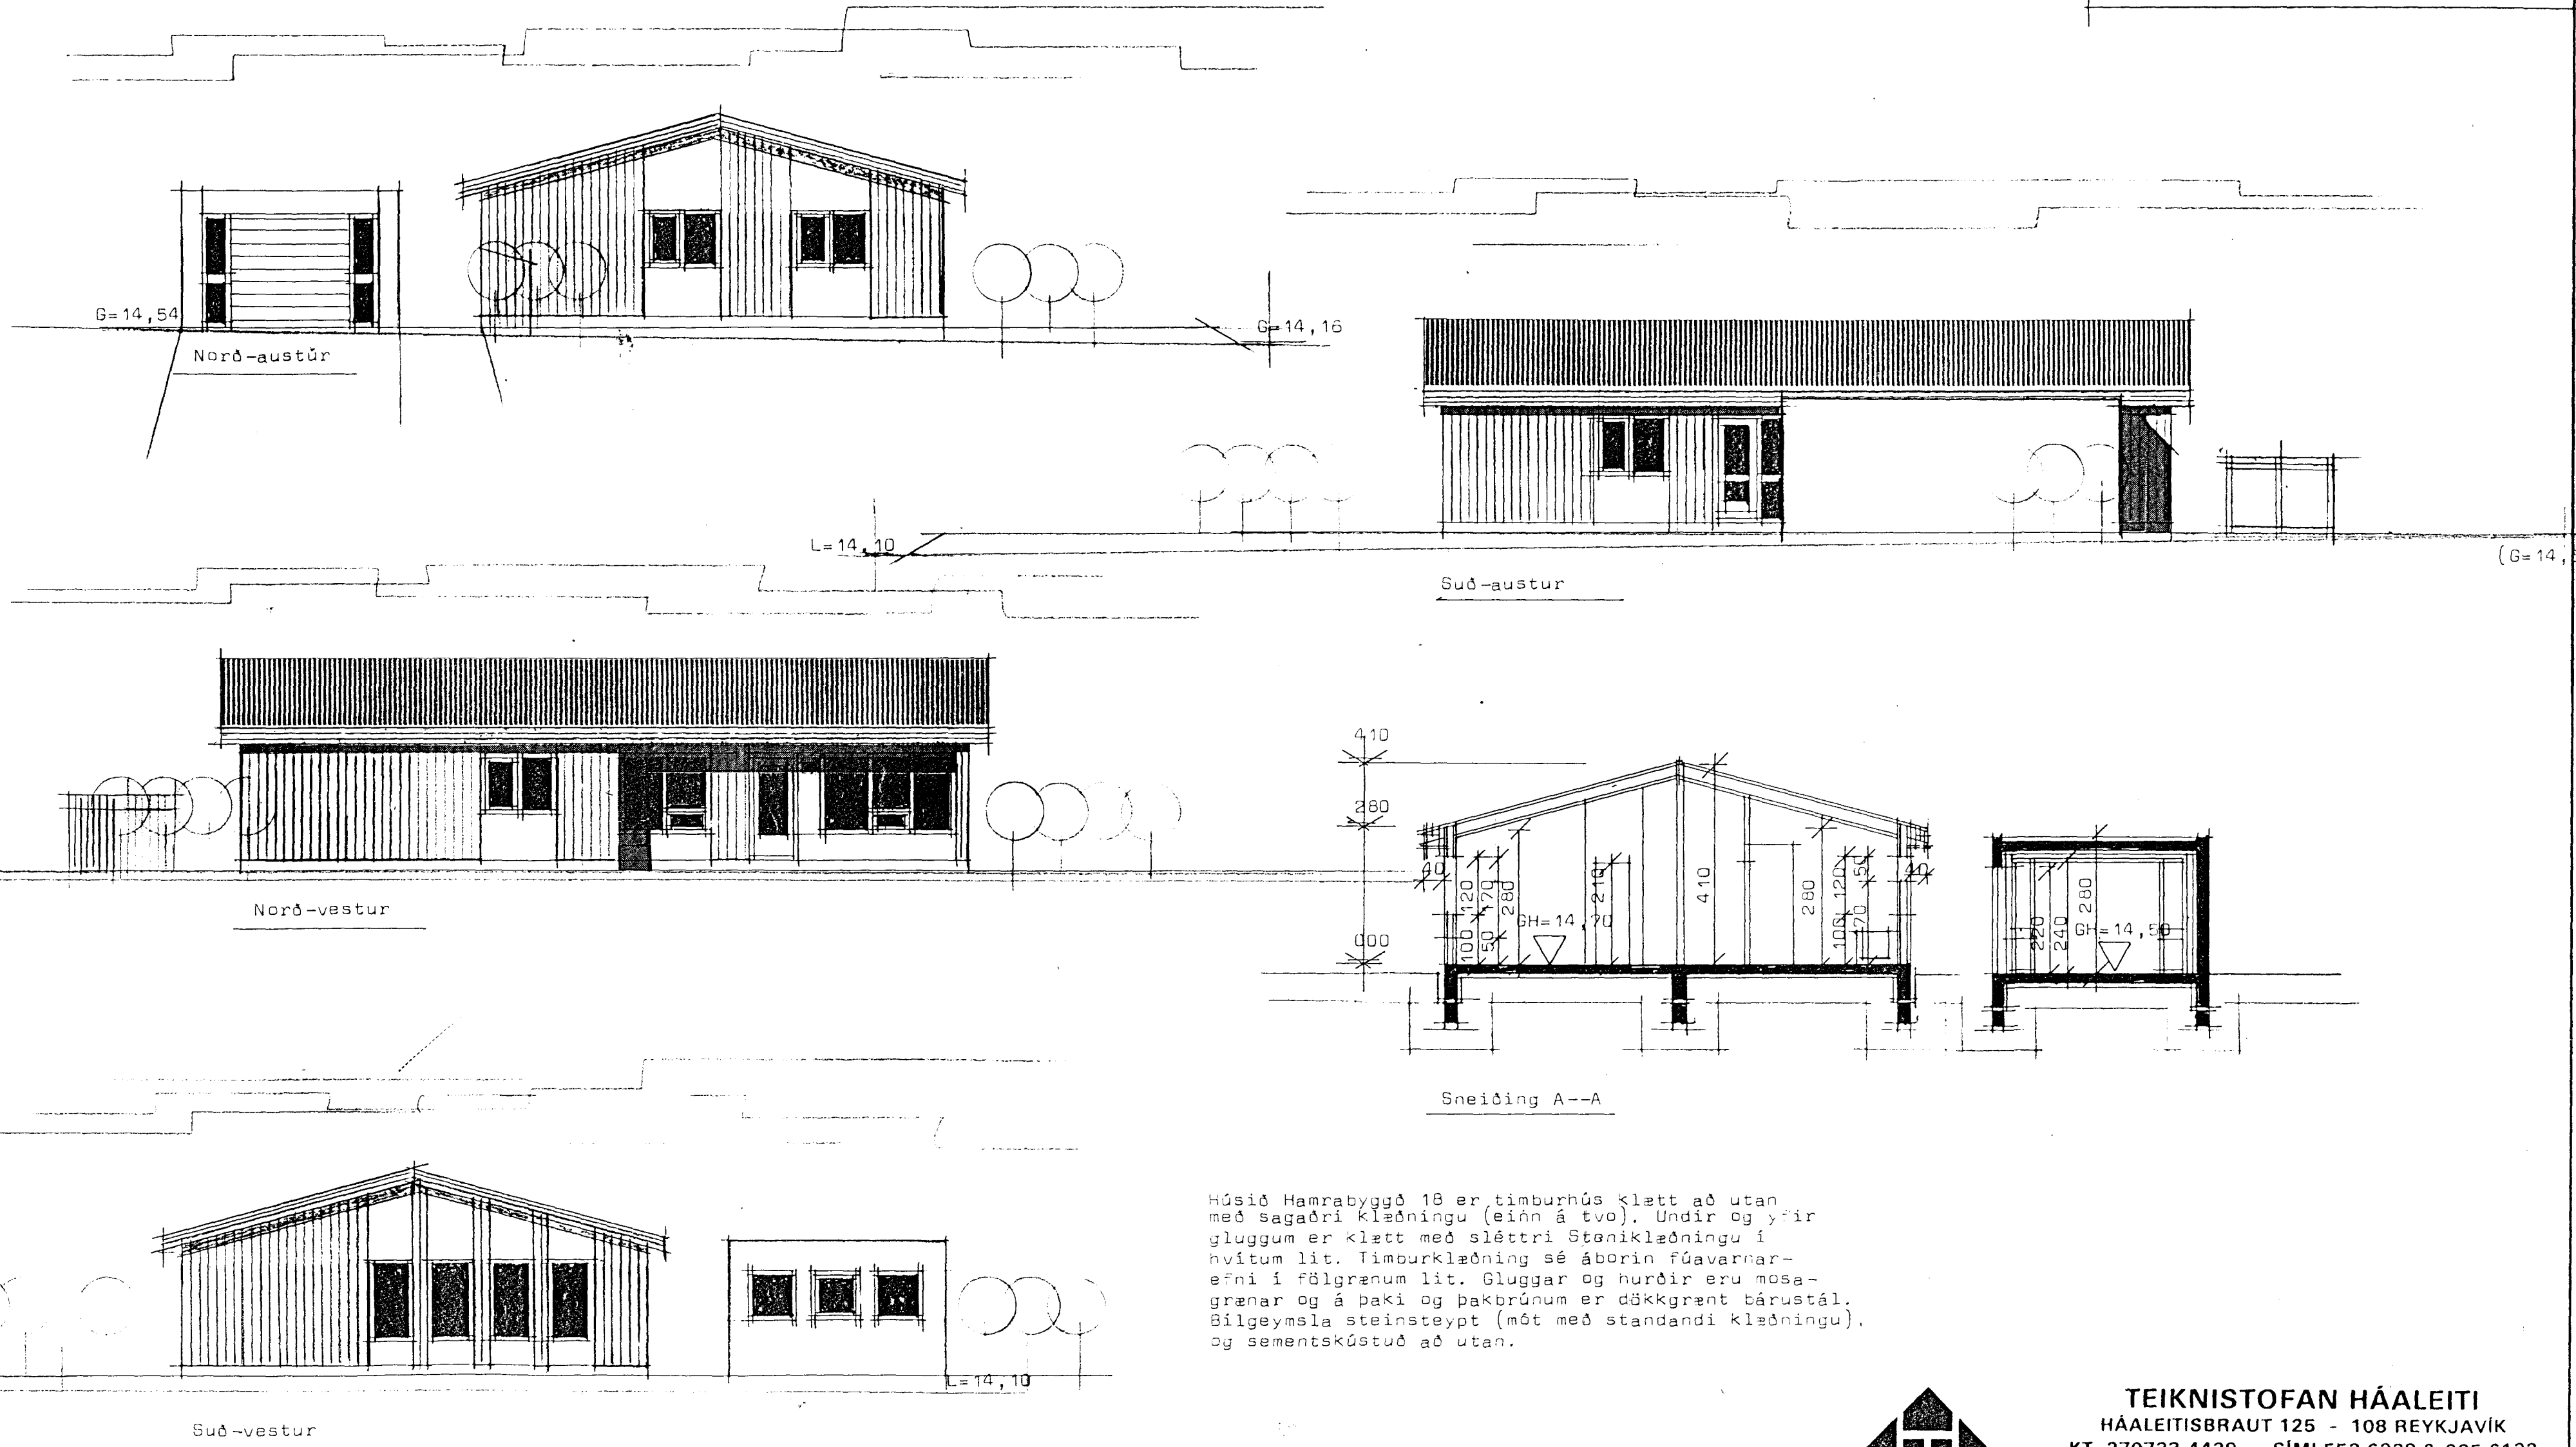 G=14,54
G=14,16
Norð-austur
L=14,10
(G=14,
Suð-austur
Norð-vestur
410
280
000
40
100 120
50 170
280
GH=14,70
210
410
280
100 120
70 50
40
220
240
280
GH=14,50
Sneiðing A--A
Húsið Hamrabyggð 18 er timburhús klætt að utan
með sagaðri klæðningu (einn á tvo). Undir og yfir
gluggum er klætt með sléttri Steniklæðningu í
hvítum lit. Timburklæðning sé áborin fúavarnar-
efni í fölgrænum lit. Gluggar og hurðir eru mosa-
grænar og á þaki og þakbrúnum er dökkgrænt bárustál.
Bílgeymsla steinsteypt (mót með standandi klæðningu),
og sementskústuð að utan.
L=14,10
Suð-vestur
TEIKNISTOFAN HÁALEITI
HÁALEITISBRAUT 125 - 108 REYKJAVÍK